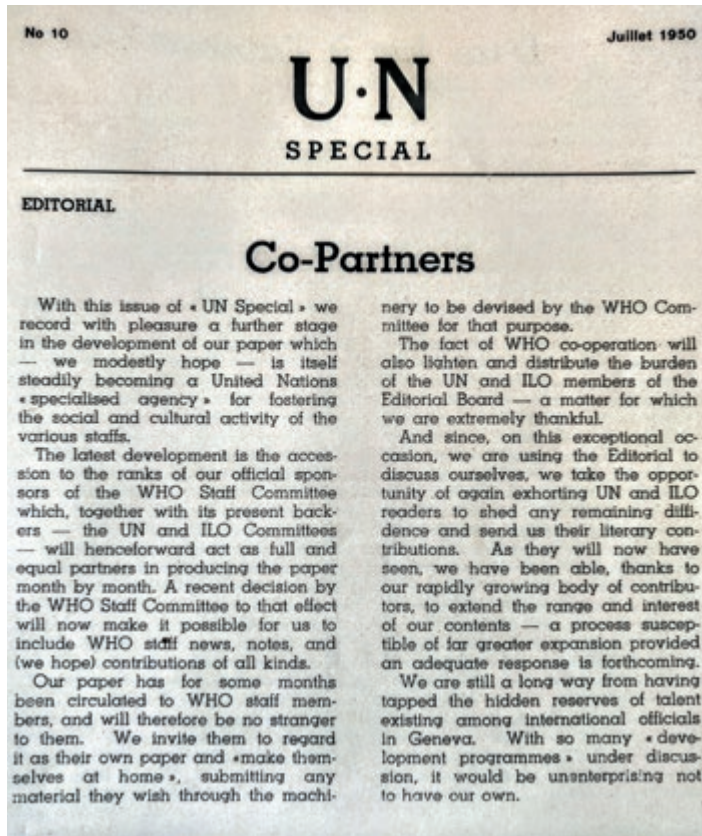 No 10
Juillet 1950
U·N
SPECIAL
EDITORIAL
Co-Partners
With this issue of « UN Special » we
record with pleasure a further stage
in the development of our paper which
— we modestly hope — is itself
steadily becoming a United Nations
« specialised agency » for fostering
the social and cultural activity of the
various staffs.
The latest development is the acces-
sion to the ranks of our official spon-
sors of the WHO Staff Committee
which, together with its present back-
ers — the UN and ILO Committees
— will henceforward act as full and
equal partners in producing the paper
month by month. A recent decision by
the WHO Staff Committee to that effect
will now make it possible for us to
include WHO staff news, notes, and
(we hope) contributions of all kinds.
Our paper has for some months
been circulated to WHO staff mem-
bers, and will therefore be no stranger
to them. We invite them to regard
it as their own paper and «make them-
selves at home», submitting any
material they wish through the machi-
nery to be devised by the WHO Com-
mittee for that purpose.
The fact of WHO co-operation will
also lighten and distribute the burden
of the UN and ILO members of the
Editorial Board — a matter for which
we are extremely thankful.
And since, on this exceptional oc-
casion, we are using the Editorial to
discuss ourselves, we take the oppor-
tunity of again exhorting UN and ILO
readers to shed any remaining diffi-
dence and send us their literary con-
tributions. As they will now have
seen, we have been able, thanks to
our rapidly growing body of contribu-
tors, to extend the range and interest
of our contents — a process suscep-
tible of far greater expansion provided
an adequate response is forthcoming.
We are still a long way from having
tapped the hidden reserves of talent
existing among international officials
in Geneva. With so many « deve-
lopment programmes » under discus-
sion, it would be unenterprising not
to have our own.